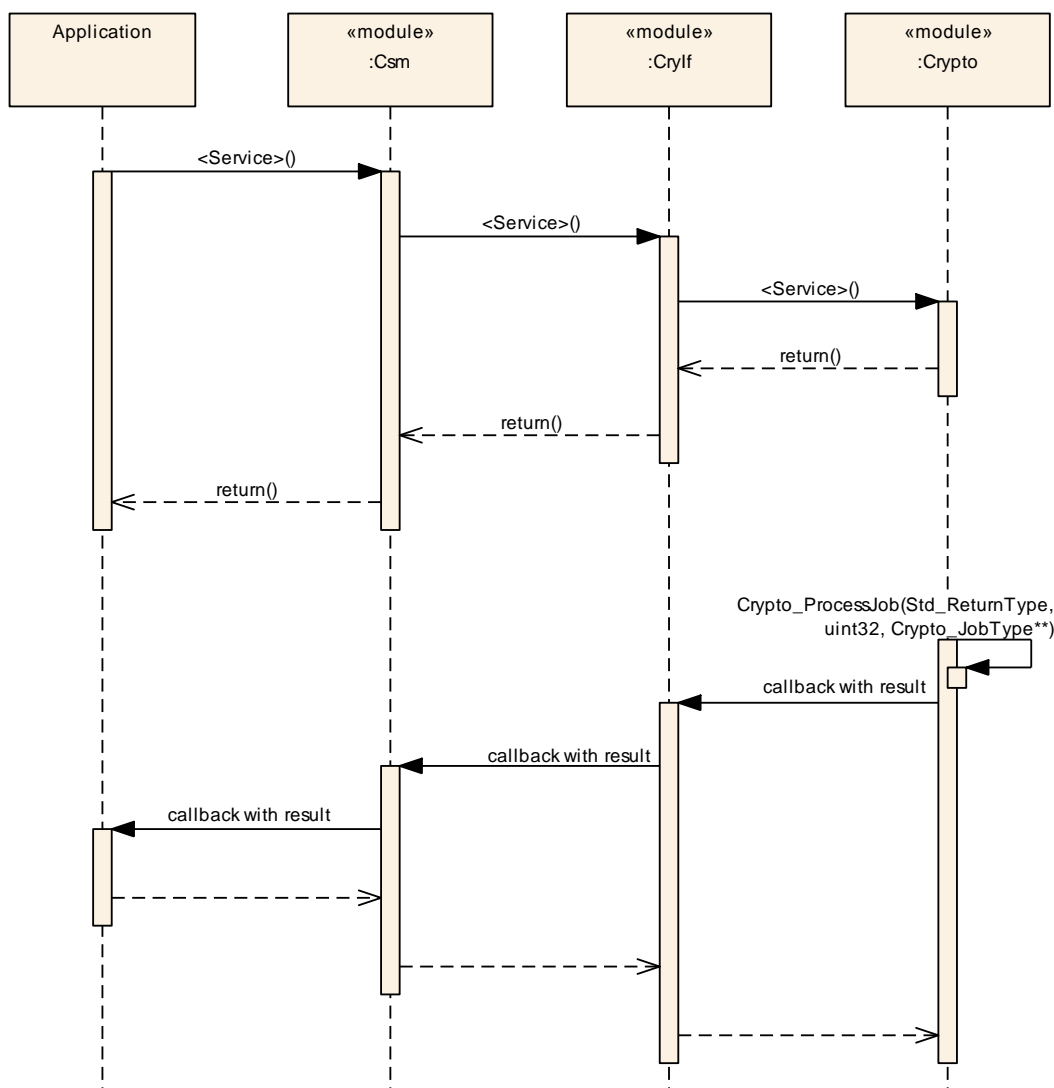 Application
«module»
:Csm
«module»
:CryIf
«module»
:Crypto
<Service>()
<Service>()
<Service>()
return()
return()
return()
Crypto_ProcessJob(Std_ReturnType,
uint32, Crypto_JobType**)
callback with result
callback with result
callback with result